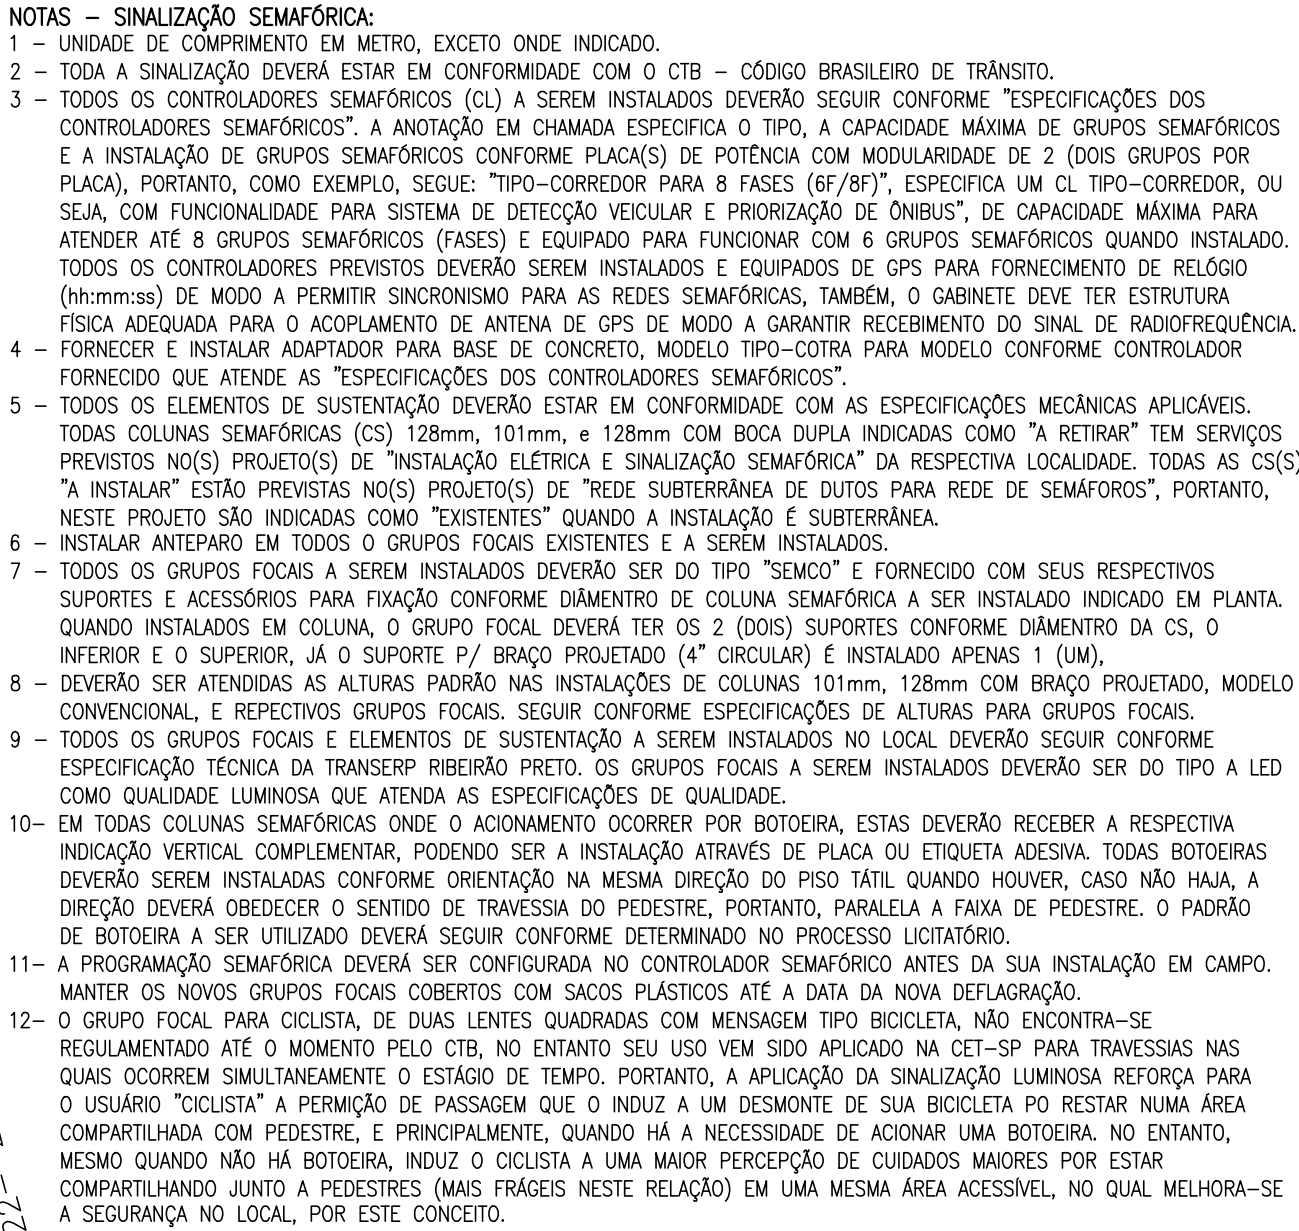 NOTAS – SINALIZAÇÃO SEMAFÓRICA:
1 – UNIDADE DE COMPRIMENTO EM METRO, EXCETO ONDE INDICADO.
2 – TODA A SINALIZAÇÃO DEVERÁ ESTAR EM CONFORMIDADE COM O CTB – CÓDIGO BRASILEIRO DE TRÂNSITO.
3 – TODOS OS CONTROLADORES SEMAFÓRICOS (CL) A SEREM INSTALADOS DEVERÃO SEGUIR CONFORME "ESPECIFICAÇÕES DOS
CONTROLADORES SEMAFÓRICOS". A ANOTAÇÃO EM CHAMADA ESPECIFICA O TIPO, A CAPACIDADE MÁXIMA DE GRUPOS SEMAFÓRICOS
E A INSTALAÇÃO DE GRUPOS SEMAFÓRICOS CONFORME PLACA(S) DE POTÊNCIA COM MODULARIDADE DE 2 (DOIS GRUPOS POR
PLACA), PORTANTO, COMO EXEMPLO, SEGUE: "TIPO–CORREDOR PARA 8 FASES (6F/8F)", ESPECIFICA UM CL TIPO–CORREDOR, OU
SEJA, COM FUNCIONALIDADE PARA SISTEMA DE DETECÇÃO VEICULAR E PRIORIZAÇÃO DE ÔNIBUS", DE CAPACIDADE MÁXIMA PARA
ATENDER ATÉ 8 GRUPOS SEMAFÓRICOS (FASES) E EQUIPADO PARA FUNCIONAR COM 6 GRUPOS SEMAFÓRICOS QUANDO INSTALADO.
TODOS OS CONTROLADORES PREVISTOS DEVERÃO SEREM INSTALADOS E EQUIPADOS DE GPS PARA FORNECIMENTO DE RELÓGIO
(hh:mm:ss) DE MODO A PERMITIR SINCRONISMO PARA AS REDES SEMAFÓRICAS, TAMBÉM, O GABINETE DEVE TER ESTRUTURA
FÍSICA ADEQUADA PARA O ACOPLAMENTO DE ANTENA DE GPS DE MODO A GARANTIR RECEBIMENTO DO SINAL DE RADIOFREQUÊNCIA.
4 – FORNECER E INSTALAR ADAPTADOR PARA BASE DE CONCRETO, MODELO TIPO–COTRA PARA MODELO CONFORME CONTROLADOR
FORNECIDO QUE ATENDE AS "ESPECIFICAÇÕES DOS CONTROLADORES SEMAFÓRICOS".
5 – TODOS OS ELEMENTOS DE SUSTENTAÇÃO DEVERÃO ESTAR EM CONFORMIDADE COM AS ESPECIFICAÇÕES MECÂNICAS APLICÁVEIS.
TODAS COLUNAS SEMAFÓRICAS (CS) 128mm, 101mm, e 128mm COM BOCA DUPLA INDICADAS COMO "A RETIRAR" TEM SERVIÇOS
PREVISTOS NO(S) PROJETO(S) DE "INSTALAÇÃO ELÉTRICA E SINALIZAÇÃO SEMAFÓRICA" DA RESPECTIVA LOCALIDADE. TODAS AS CS(S)
"A INSTALAR" ESTÃO PREVISTAS NO(S) PROJETO(S) DE "REDE SUBTERRÂNEA DE DUTOS PARA REDE DE SEMÁFOROS", PORTANTO,
NESTE PROJETO SÃO INDICADAS COMO "EXISTENTES" QUANDO A INSTALAÇÃO É SUBTERRÂNEA.
6 – INSTALAR ANTEPARO EM TODOS O GRUPOS FOCAIS EXISTENTES E A SEREM INSTALADOS.
7 – TODOS OS GRUPOS FOCAIS A SEREM INSTALADOS DEVERÃO SER DO TIPO "SEMCO" E FORNECIDO COM SEUS RESPECTIVOS
SUPORTES E ACESSÓRIOS PARA FIXAÇÃO CONFORME DIÂMENTRO DE COLUNA SEMAFÓRICA A SER INSTALADO INDICADO EM PLANTA.
QUANDO INSTALADOS EM COLUNA, O GRUPO FOCAL DEVERÁ TER OS 2 (DOIS) SUPORTES CONFORME DIÂMENTRO DA CS, O
INFERIOR E O SUPERIOR, JÁ O SUPORTE P/ BRAÇO PROJETADO (4" CIRCULAR) É INSTALADO APENAS 1 (UM),
8 – DEVERÃO SER ATENDIDAS AS ALTURAS PADRÃO NAS INSTALAÇÕES DE COLUNAS 101mm, 128mm COM BRAÇO PROJETADO, MODELO
CONVENCIONAL, E REPECTIVOS GRUPOS FOCAIS. SEGUIR CONFORME ESPECIFICAÇÕES DE ALTURAS PARA GRUPOS FOCAIS.
9 – TODOS OS GRUPOS FOCAIS E ELEMENTOS DE SUSTENTAÇÃO A SEREM INSTALADOS NO LOCAL DEVERÃO SEGUIR CONFORME
ESPECIFICAÇÃO TÉCNICA DA TRANSERP RIBEIRÃO PRETO. OS GRUPOS FOCAIS A SEREM INSTALADOS DEVERÃO SER DO TIPO A LED
COMO QUALIDADE LUMINOSA QUE ATENDA AS ESPECIFICAÇÕES DE QUALIDADE.
10– EM TODAS COLUNAS SEMAFÓRICAS ONDE O ACIONAMENTO OCORRER POR BOTOEIRA, ESTAS DEVERÃO RECEBER A RESPECTIVA
INDICAÇÃO VERTICAL COMPLEMENTAR, PODENDO SER A INSTALAÇÃO ATRAVÉS DE PLACA OU ETIQUETA ADESIVA. TODAS BOTOEIRAS
DEVERÃO SEREM INSTALADAS CONFORME ORIENTAÇÃO NA MESMA DIREÇÃO DO PISO TÁTIL QUANDO HOUVER, CASO NÃO HAJA, A
DIREÇÃO DEVERÁ OBEDECER O SENTIDO DE TRAVESSIA DO PEDESTRE, PORTANTO, PARALELA A FAIXA DE PEDESTRE. O PADRÃO
DE BOTOEIRA A SER UTILIZADO DEVERÁ SEGUIR CONFORME DETERMINADO NO PROCESSO LICITATÓRIO.
11– A PROGRAMAÇÃO SEMAFÓRICA DEVERÁ SER CONFIGURADA NO CONTROLADOR SEMAFÓRICO ANTES DA SUA INSTALAÇÃO EM CAMPO.
MANTER OS NOVOS GRUPOS FOCAIS COBERTOS COM SACOS PLÁSTICOS ATÉ A DATA DA NOVA DEFLAGRAÇÃO.
12– O GRUPO FOCAL PARA CICLISTA, DE DUAS LENTES QUADRADAS COM MENSAGEM TIPO BICICLETA, NÃO ENCONTRA–SE
REGULAMENTADO ATÉ O MOMENTO PELO CTB, NO ENTANTO SEU USO VEM SIDO APLICADO NA CET–SP PARA TRAVESSIAS NAS
QUAIS OCORREM SIMULTANEAMENTE O ESTÁGIO DE TEMPO. PORTANTO, A APLICAÇÃO DA SINALIZAÇÃO LUMINOSA REFORÇA PARA
O USUÁRIO "CICLISTA" A PERMIÇÃO DE PASSAGEM QUE O INDUZ A UM DESMONTE DE SUA BICICLETA PO RESTAR NUMA ÁREA
COMPARTILHADA COM PEDESTRE, E PRINCIPALMENTE, QUANDO HÁ A NECESSIDADE DE ACIONAR UMA BOTOEIRA. NO ENTANTO,
MESMO QUANDO NÃO HÁ BOTOEIRA, INDUZ O CICLISTA A UMA MAIOR PERCEPÇÃO DE CUIDADOS MAIORES POR ESTAR
COMPARTILHANDO JUNTO A PEDESTRES (MAIS FRÁGEIS NESTE RELAÇÃO) EM UMA MESMA ÁREA ACESSÍVEL, NO QUAL MELHORA–SE
A SEGURANÇA NO LOCAL, POR ESTE CONCEITO.